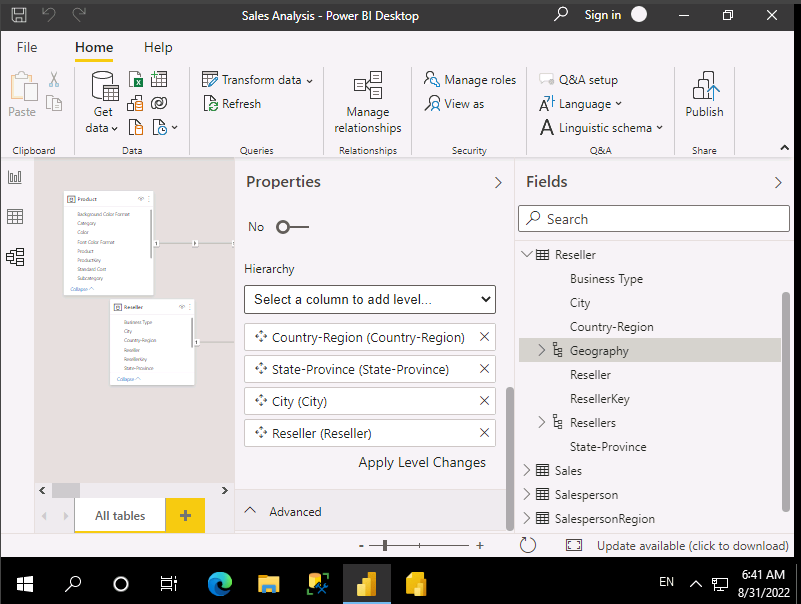 Sales Analysis - Power BI Desktop
Sign in
File
Home
Help
Paste
Get data
Transform data
Refresh
Manage relationships
Manage roles
View as
Q&A setup
Language
Linguistic schema
Publish
Clipboard
Data
Queries
Relationships
Security
Q&A
Share
Product
Background Color Format
Category
Color
Font Color Format
Product
ProductKey
Standard Cost
Subcategory
Collapse
1
Reseller
Business Type
City
Country-Region
Reseller
ResellerKey
State-Province
Collapse
1
All tables
Properties
No
Hierarchy
Select a column to add level...
Country-Region (Country-Region)
State-Province (State-Province)
City (City)
Reseller (Reseller)
Apply Level Changes
Advanced
Fields
Search
Reseller
Business Type
City
Country-Region
Geography
Reseller
ResellerKey
Resellers
State-Province
Sales
Salesperson
SalespersonRegion
Update available (click to download)
EN
6:41 AM
8/31/2022